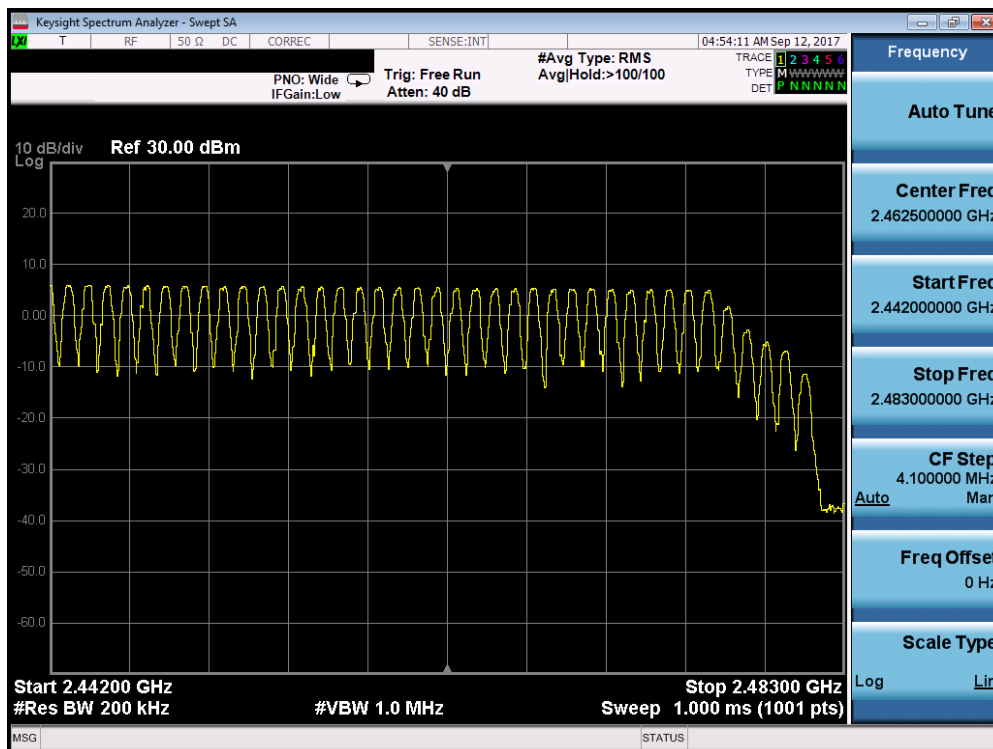 Keysight Spectrum Analyzer - Swept SA
LXI T RF 50 Ω DC CORREC SENSE:INT 04:54:11 AM Sep 12, 2017
PNO: Wide
IFGain:Low
Trig: Free Run
Atten: 40 dB
#Avg Type: RMS
Avg|Hold:>100/100
TRACE 1 2 3 4 5 6
TYPE M W W W W W
DET P N N N N N
10 dB/div
Log
Ref 30.00 dBm
20.0
10.0
0.00
-10.0
-20.0
-30.0
-40.0
-50.0
-60.0
Start 2.44200 GHz
#Res BW 200 kHz
#VBW 1.0 MHz
Stop 2.48300 GHz
Sweep 1.000 ms (1001 pts)
MSG
STATUS
Frequency
Auto Tune
Center Freq
2.462500000 GHz
Start Freq
2.442000000 GHz
Stop Freq
2.483000000 GHz
CF Step
4.100000 MHz
Auto Man
Freq Offset
0 Hz
Scale Type
Log Lin